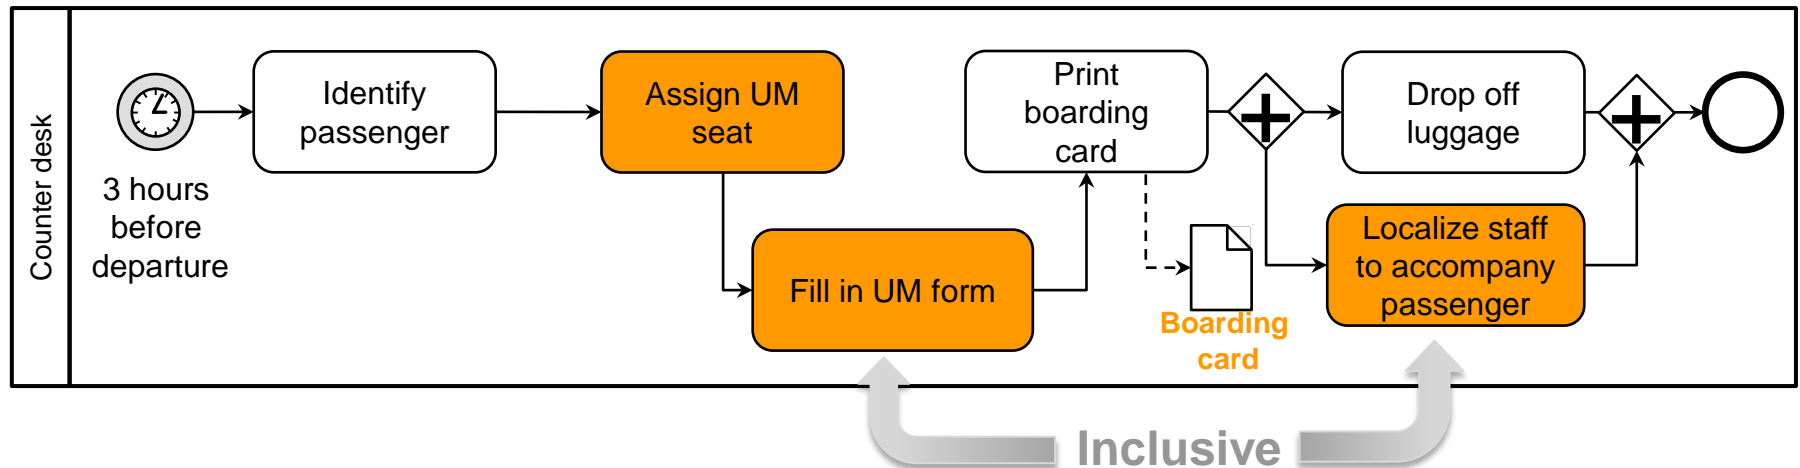 Counter desk
3 hours
before
departure
Identify
passenger
Assign UM
seat
Fill in UM form
Print
boarding
card
Boarding
card
Drop off
luggage
Localize staff
to accompany
passenger
Inclusive